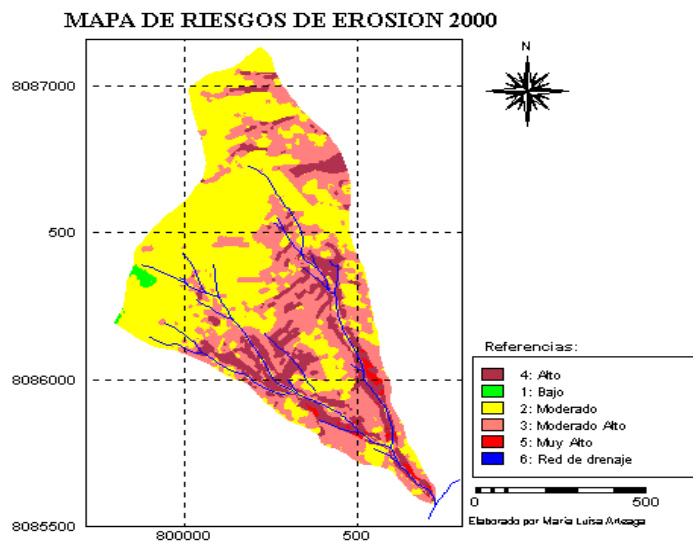 MAPA DE RIESGOS DE EROSION 2000
N
8087000
500
8086000
8085500
800000
500
Referencias:
4: Alto
1: Bajo
2: Moderado
3: Moderado Alto
5: Muy Alto
6: Red de drenaje
0
500
Elaborado por María Luisa Arteaga